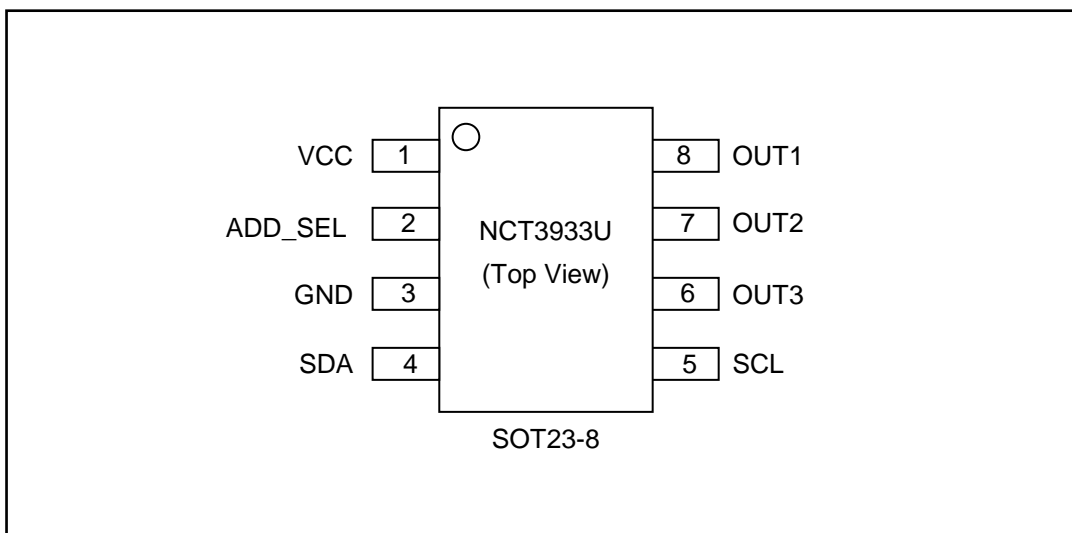 VCC 1 8 OUT1
ADD_SEL 2 NCT3933U 7 OUT2
(Top View)
GND 3 6 OUT3
SDA 4 5 SCL
SOT23-8